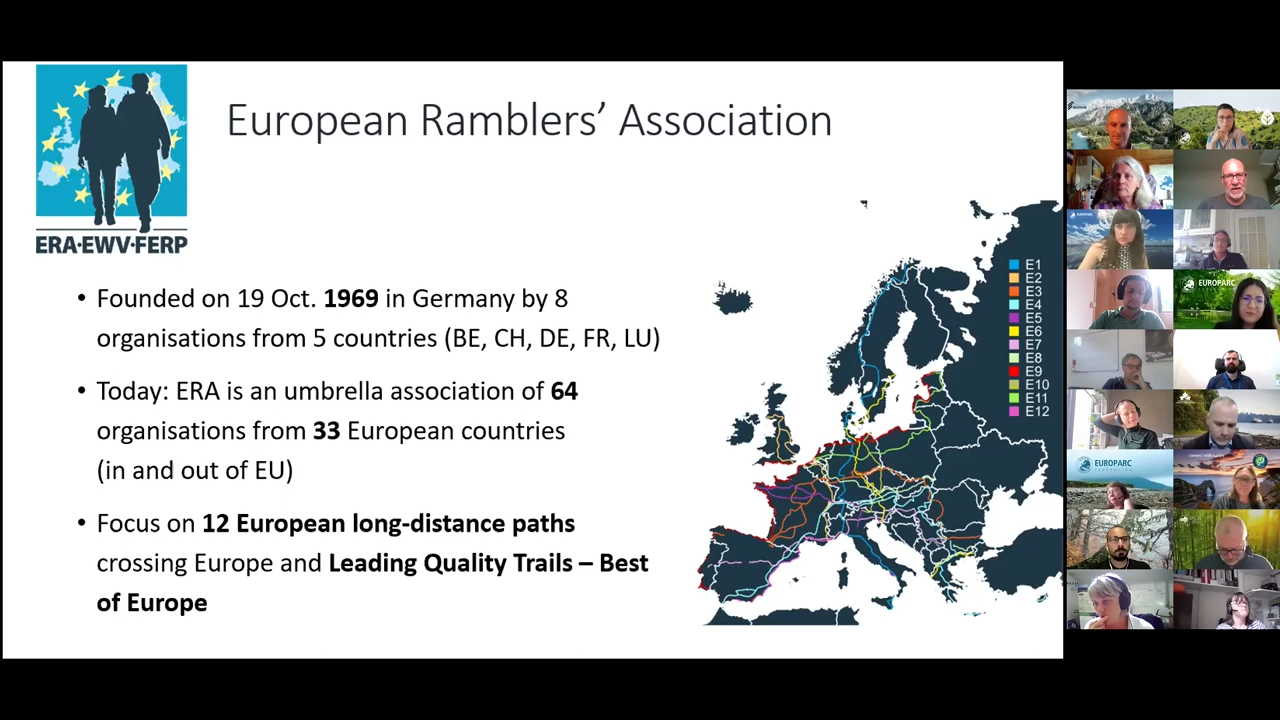 European Ramblers’ Association
ERA·EWV·FERP
• Founded on 19 Oct. 1969 in Germany by 8
organisations from 5 countries (BE, CH, DE, FR, LU)
• Today: ERA is an umbrella association of 64
organisations from 33 European countries
(in and out of EU)
• Focus on 12 European long-distance paths
crossing Europe and Leading Quality Trails – Best
of Europe
E1
E2
E3
E4
E5
E6
E7
E8
E9
E10
E11
E12
EUROPARC
EUROPARC
EUROPARC